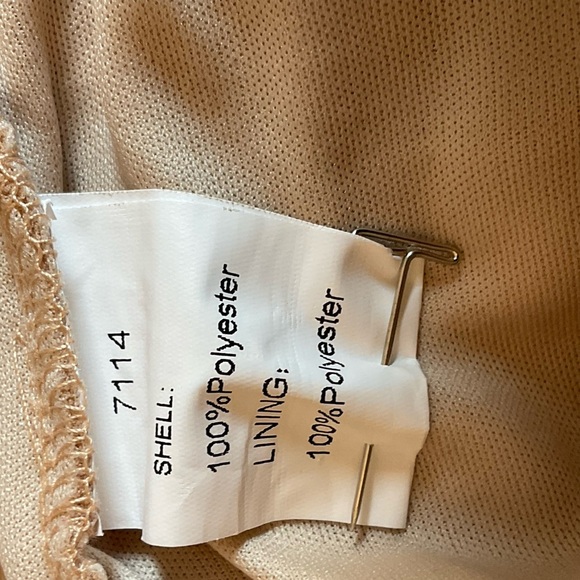 7114
SHELL:
100%Polyester
LINING:
100%Polyester